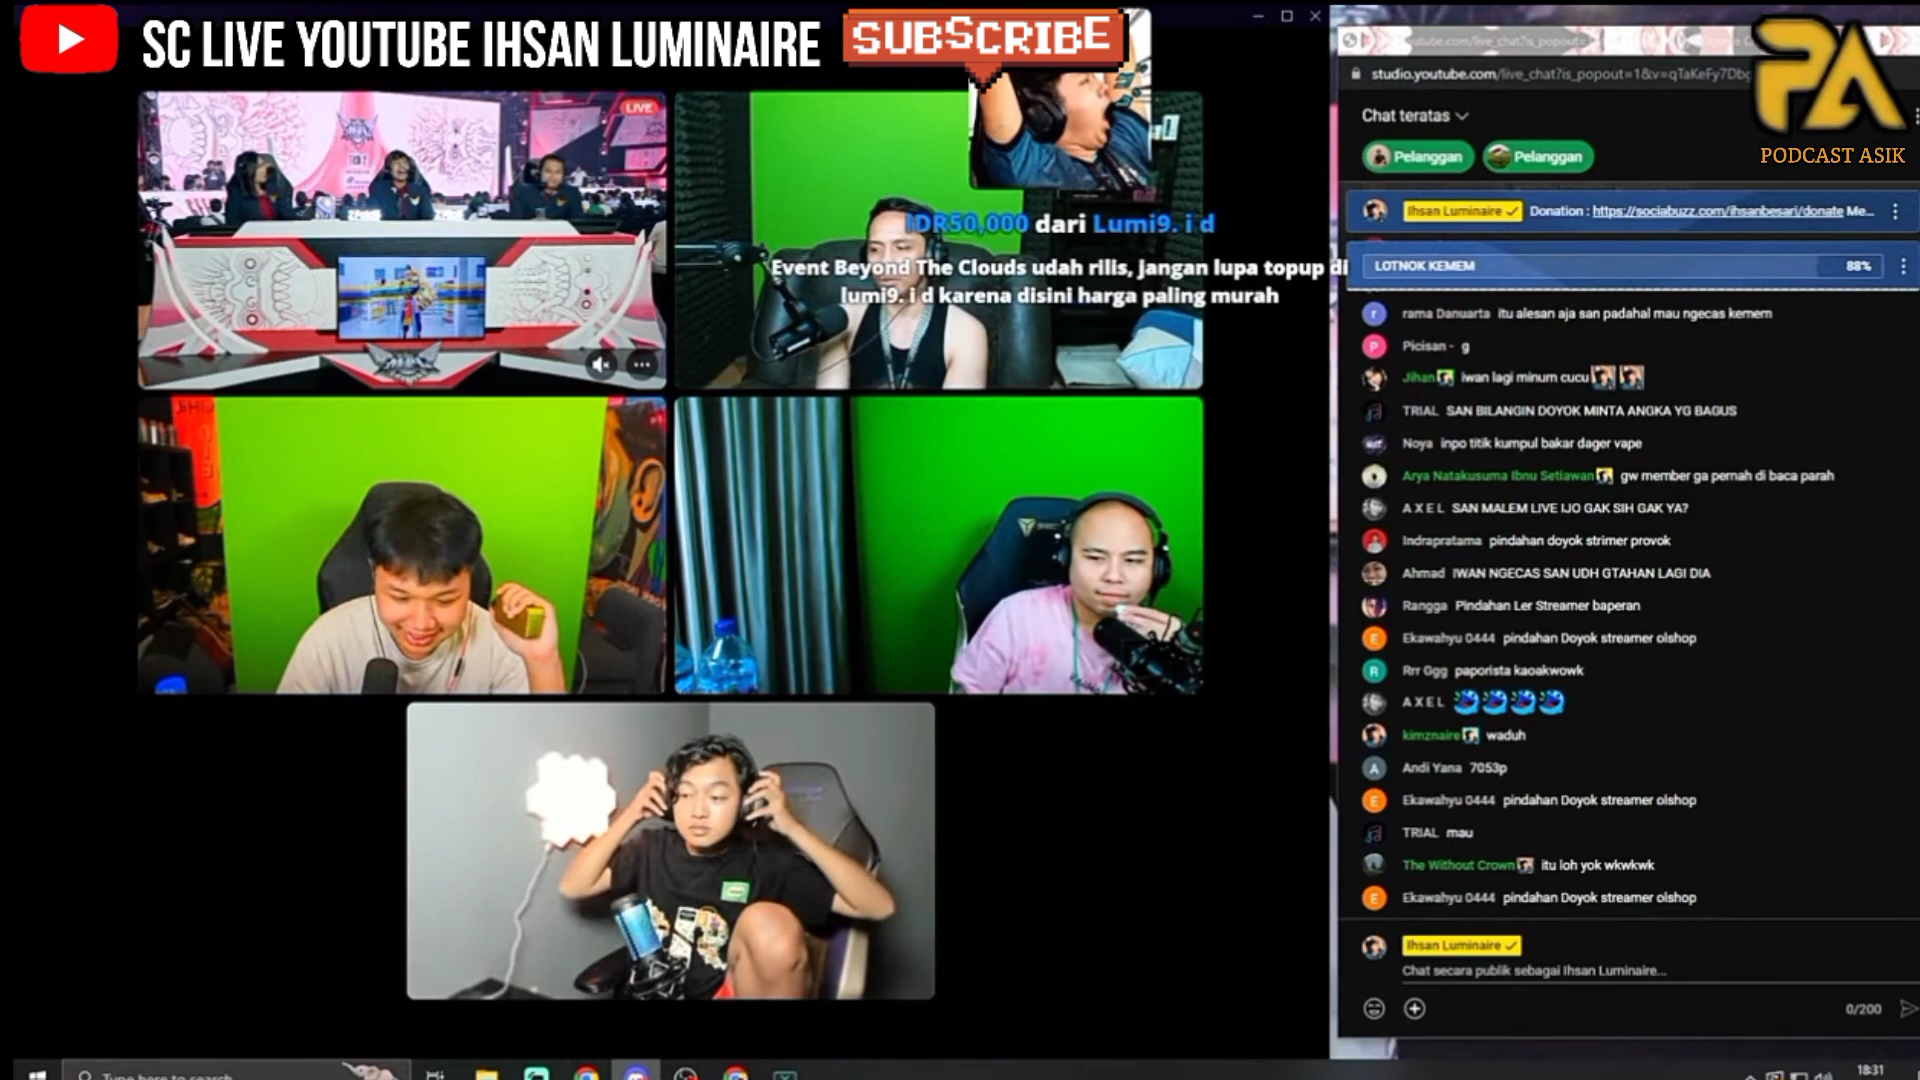 SC LIVE YOUTUBE IHSAN LUMINAIRE
SUBSCRIBE
LIVE
IDR50,000 dari Lumi9. i d
Event Beyond The Clouds udah rilis, jangan lupa topup di
lumi9. i d karena disini harga paling murah
PA
PODCAST ASIK
studio.youtube.com/live_chat?is_popout=1&v=qTaKeFy7Dbg
Chat teratas
Pelanggan
Pelanggan
Ihsan Luminaire Donation : https://sociabuzz.com/ihsanbesari/donate Me...
LOTNOK KEMEM 88%
rama Danuarta itu alesan aja san padahal mau ngecas kemem
Picisan - g
Jihan iwan lagi minum cucu
TRIAL SAN BILANGIN DOYOK MINTA ANGKA YG BAGUS
Noya inpo titik kumpul bakar dager vape
Arya Natakusuma Ibnu Setiawan gw member ga pernah di baca parah
A X E L SAN MALEM LIVE IJO GAK SIH GAK YA?
Indrapratama pindahan doyok strimer provok
Ahmad IWAN NGECAS SAN UDH GTAHAN LAGI DIA
Rangga Pindahan Ler Streamer baperan
Ekawahyu 0444 pindahan Doyok streamer olshop
Rrr Ggg paporista kaoakwowk
A X E L
kimznaire waduh
Andi Yana 7053p
Ekawahyu 0444 pindahan Doyok streamer olshop
TRIAL mau
The Without Crown itu loh yok wkwkwk
Ekawahyu 0444 pindahan Doyok streamer olshop
Ihsan Luminaire
Chat secara publik sebagai Ihsan Luminaire...
0/200
Type here to search
18:31